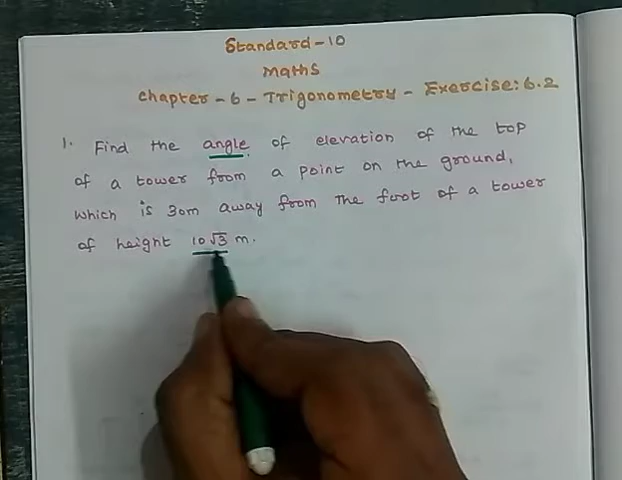 Standard-10
Maths
Chapter-6-Trigonometry-Exercise:6.2
1. Find the angle of elevation of the top
of a tower from a point on the ground,
which is 30m away from the foot of a tower
of height 10√3 m.